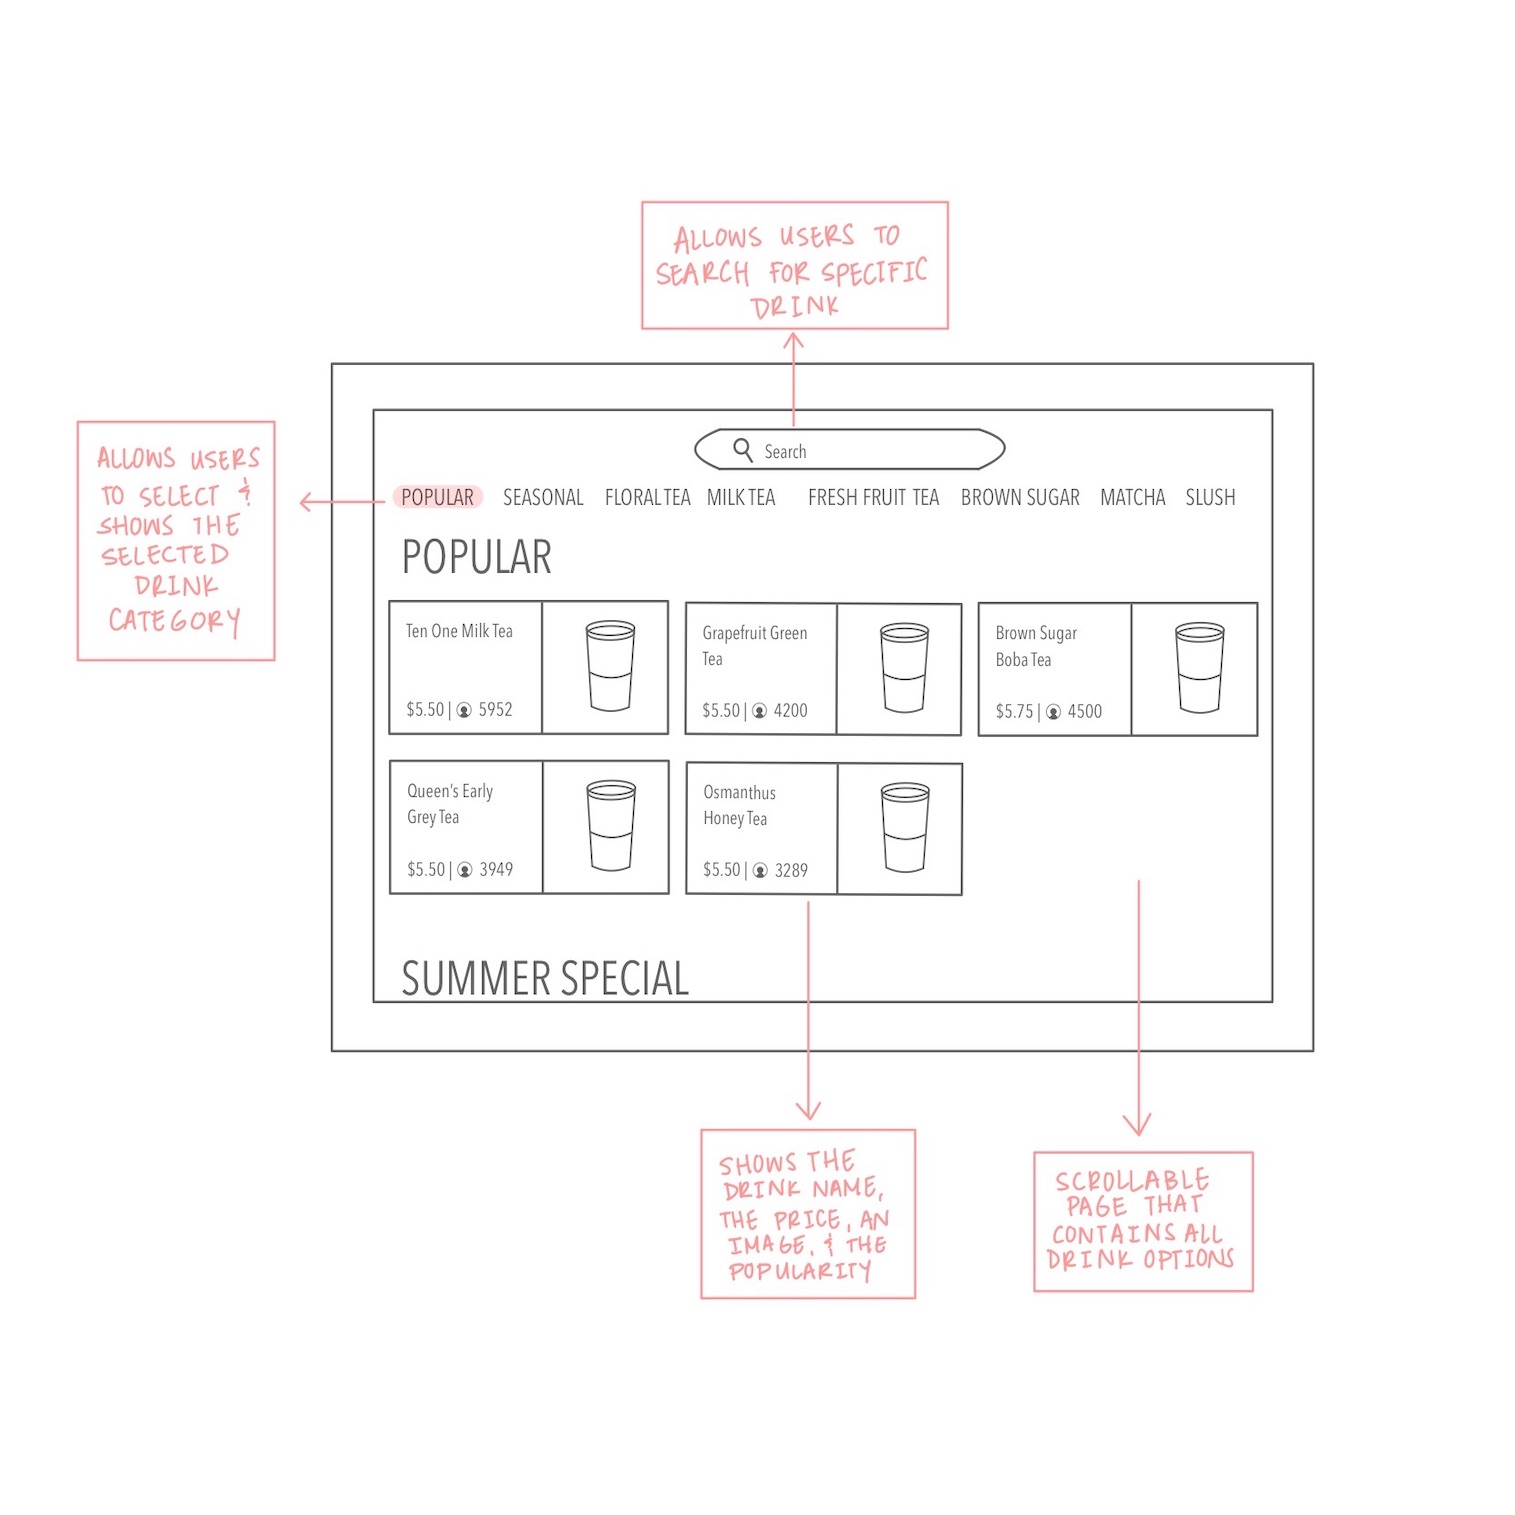 ALLOWS USERS TO
SEARCH FOR SPECIFIC
DRINK
ALLOWS USERS
TO SELECT &
SHOWS THE
SELECTED
DRINK
CATEGORY
Search
POPULAR SEASONAL FLORAL TEA MILK TEA FRESH FRUIT TEA BROWN SUGAR MATCHA SLUSH
POPULAR
Ten One Milk Tea
$5.50 | 5952
Grapefruit Green
Tea
$5.50 | 4200
Brown Sugar
Boba Tea
$5.75 | 4500
Queen's Early
Grey Tea
$5.50 | 3949
Osmanthus
Honey Tea
$5.50 | 3289
SUMMER SPECIAL
SHOWS THE
DRINK NAME,
THE PRICE, AN
IMAGE, & THE
POPULARITY
SCROLLABLE
PAGE THAT
CONTAINS ALL
DRINK OPTIONS